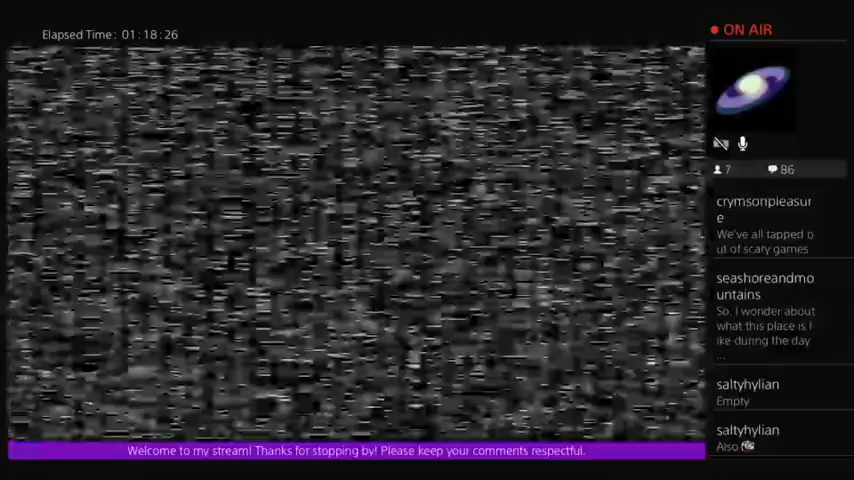 Elapsed Time: 01:18:26
ON AIR
7 86
crymsonpleasur
e
We've all tapped o
ut of scary games
seashoreandmo
untains
So, I wonder about
what this place is l
ike during the day
...
saltyhylian
Empty
saltyhylian
Also
Welcome to my stream! Thanks for stopping by! Please keep your comments respectful.